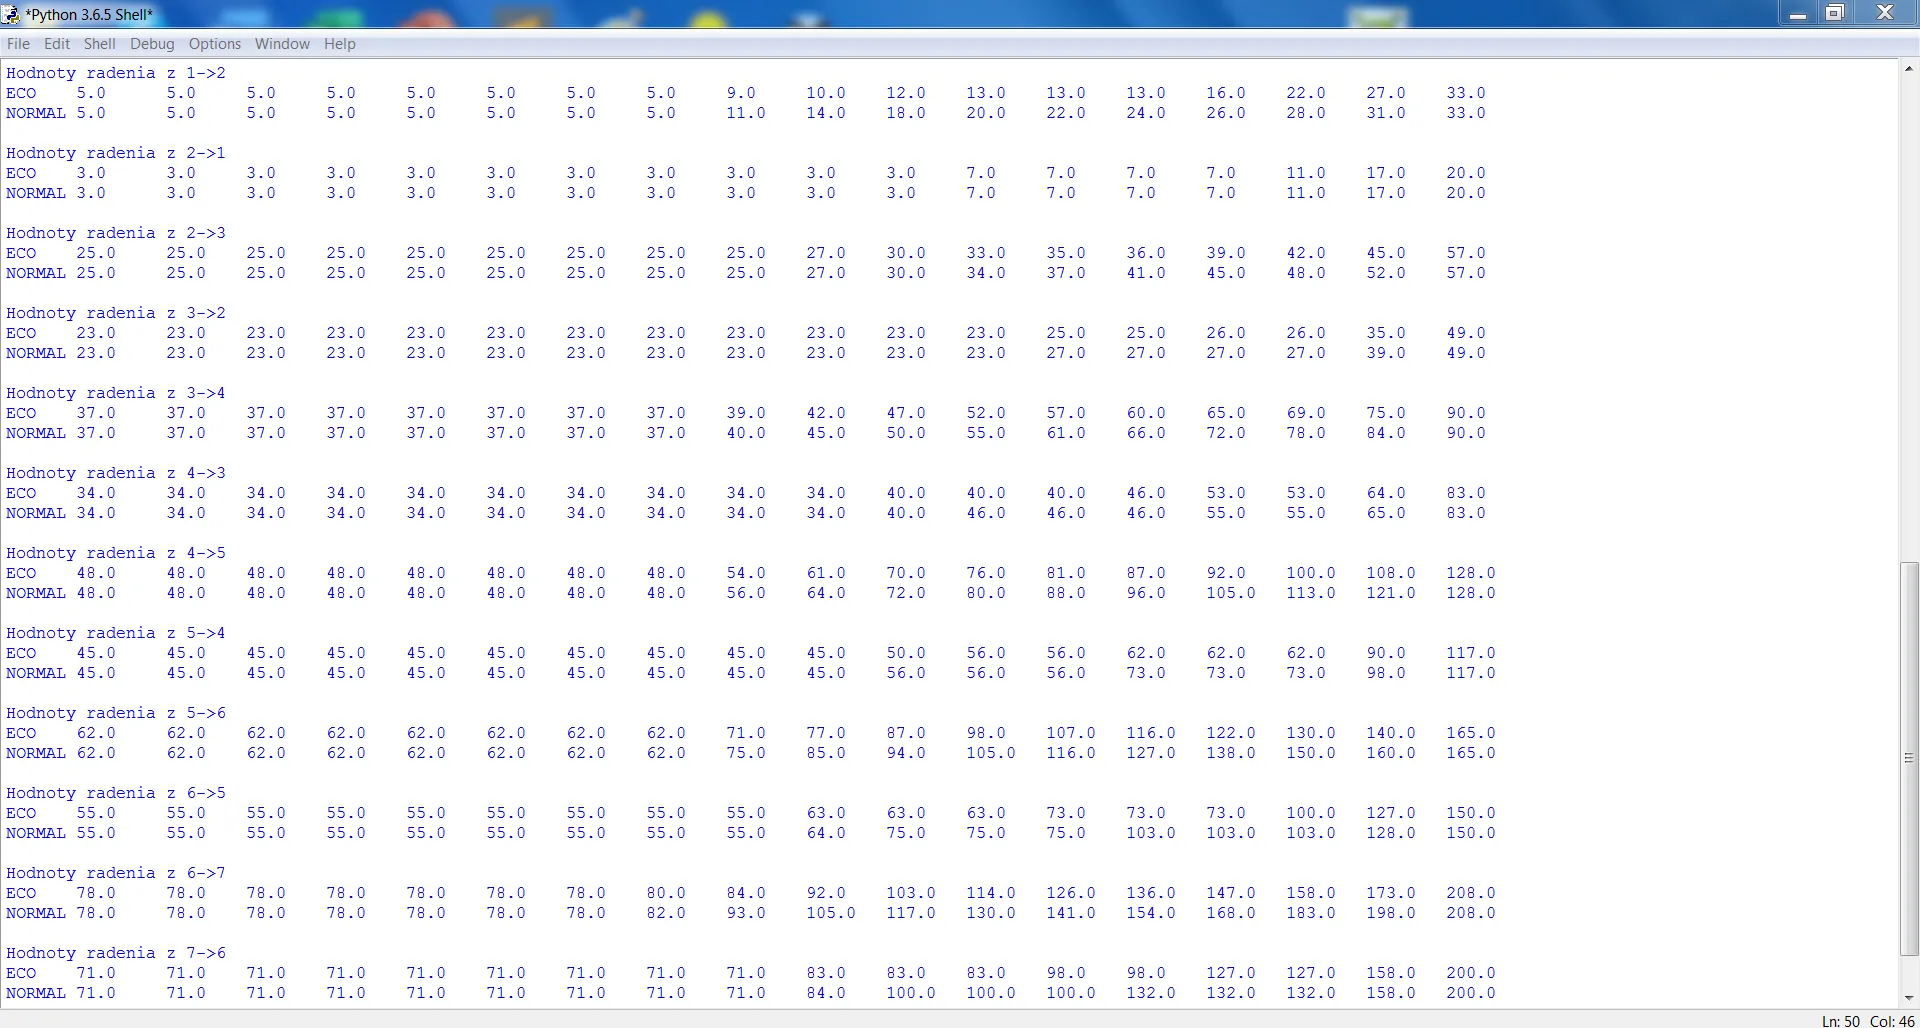 *Python 3.6.5 Shell*
File Edit Shell Debug Options Window Help
Hodnoty radenia z 1->2
ECO 5.0 5.0 5.0 5.0 5.0 5.0 5.0 5.0 9.0 10.0 12.0 13.0 13.0 13.0 16.0 22.0 27.0 33.0
NORMAL 5.0 5.0 5.0 5.0 5.0 5.0 5.0 5.0 11.0 14.0 18.0 20.0 22.0 24.0 26.0 28.0 31.0 33.0
Hodnoty radenia z 2->1
ECO 3.0 3.0 3.0 3.0 3.0 3.0 3.0 3.0 3.0 3.0 3.0 7.0 7.0 7.0 7.0 11.0 17.0 20.0
NORMAL 3.0 3.0 3.0 3.0 3.0 3.0 3.0 3.0 3.0 3.0 3.0 7.0 7.0 7.0 7.0 11.0 17.0 20.0
Hodnoty radenia z 2->3
ECO 25.0 25.0 25.0 25.0 25.0 25.0 25.0 25.0 25.0 27.0 30.0 33.0 35.0 36.0 39.0 42.0 45.0 57.0
NORMAL 25.0 25.0 25.0 25.0 25.0 25.0 25.0 25.0 25.0 27.0 30.0 34.0 37.0 41.0 45.0 48.0 52.0 57.0
Hodnoty radenia z 3->2
ECO 23.0 23.0 23.0 23.0 23.0 23.0 23.0 23.0 23.0 23.0 23.0 23.0 25.0 25.0 26.0 26.0 35.0 49.0
NORMAL 23.0 23.0 23.0 23.0 23.0 23.0 23.0 23.0 23.0 23.0 23.0 23.0 27.0 27.0 27.0 27.0 39.0 49.0
Hodnoty radenia z 3->4
ECO 37.0 37.0 37.0 37.0 37.0 37.0 37.0 37.0 39.0 42.0 47.0 52.0 57.0 60.0 65.0 69.0 75.0 90.0
NORMAL 37.0 37.0 37.0 37.0 37.0 37.0 37.0 37.0 40.0 45.0 50.0 55.0 61.0 66.0 72.0 78.0 84.0 90.0
Hodnoty radenia z 4->3
ECO 34.0 34.0 34.0 34.0 34.0 34.0 34.0 34.0 34.0 34.0 40.0 40.0 40.0 46.0 53.0 53.0 64.0 83.0
NORMAL 34.0 34.0 34.0 34.0 34.0 34.0 34.0 34.0 34.0 34.0 40.0 46.0 46.0 46.0 55.0 55.0 65.0 83.0
Hodnoty radenia z 4->5
ECO 48.0 48.0 48.0 48.0 48.0 48.0 48.0 48.0 54.0 61.0 70.0 76.0 81.0 87.0 92.0 100.0 108.0 128.0
NORMAL 48.0 48.0 48.0 48.0 48.0 48.0 48.0 48.0 56.0 64.0 72.0 80.0 88.0 96.0 105.0 113.0 121.0 128.0
Hodnoty radenia z 5->4
ECO 45.0 45.0 45.0 45.0 45.0 45.0 45.0 45.0 45.0 45.0 50.0 56.0 56.0 62.0 62.0 62.0 90.0 117.0
NORMAL 45.0 45.0 45.0 45.0 45.0 45.0 45.0 45.0 45.0 45.0 56.0 56.0 56.0 73.0 73.0 73.0 98.0 117.0
Hodnoty radenia z 5->6
ECO 62.0 62.0 62.0 62.0 62.0 62.0 62.0 62.0 71.0 77.0 87.0 98.0 107.0 116.0 122.0 130.0 140.0 165.0
NORMAL 62.0 62.0 62.0 62.0 62.0 62.0 62.0 62.0 75.0 85.0 94.0 105.0 116.0 127.0 138.0 150.0 160.0 165.0
Hodnoty radenia z 6->5
ECO 55.0 55.0 55.0 55.0 55.0 55.0 55.0 55.0 55.0 63.0 63.0 63.0 73.0 73.0 73.0 100.0 127.0 150.0
NORMAL 55.0 55.0 55.0 55.0 55.0 55.0 55.0 55.0 55.0 64.0 75.0 75.0 75.0 103.0 103.0 103.0 128.0 150.0
Hodnoty radenia z 6->7
ECO 78.0 78.0 78.0 78.0 78.0 78.0 78.0 80.0 84.0 92.0 103.0 114.0 126.0 136.0 147.0 158.0 173.0 208.0
NORMAL 78.0 78.0 78.0 78.0 78.0 78.0 78.0 82.0 93.0 105.0 117.0 130.0 141.0 154.0 168.0 183.0 198.0 208.0
Hodnoty radenia z 7->6
ECO 71.0 71.0 71.0 71.0 71.0 71.0 71.0 71.0 71.0 83.0 83.0 83.0 98.0 98.0 127.0 127.0 158.0 200.0
NORMAL 71.0 71.0 71.0 71.0 71.0 71.0 71.0 71.0 71.0 84.0 100.0 100.0 100.0 132.0 132.0 132.0 158.0 200.0
Ln: 50 Col: 46